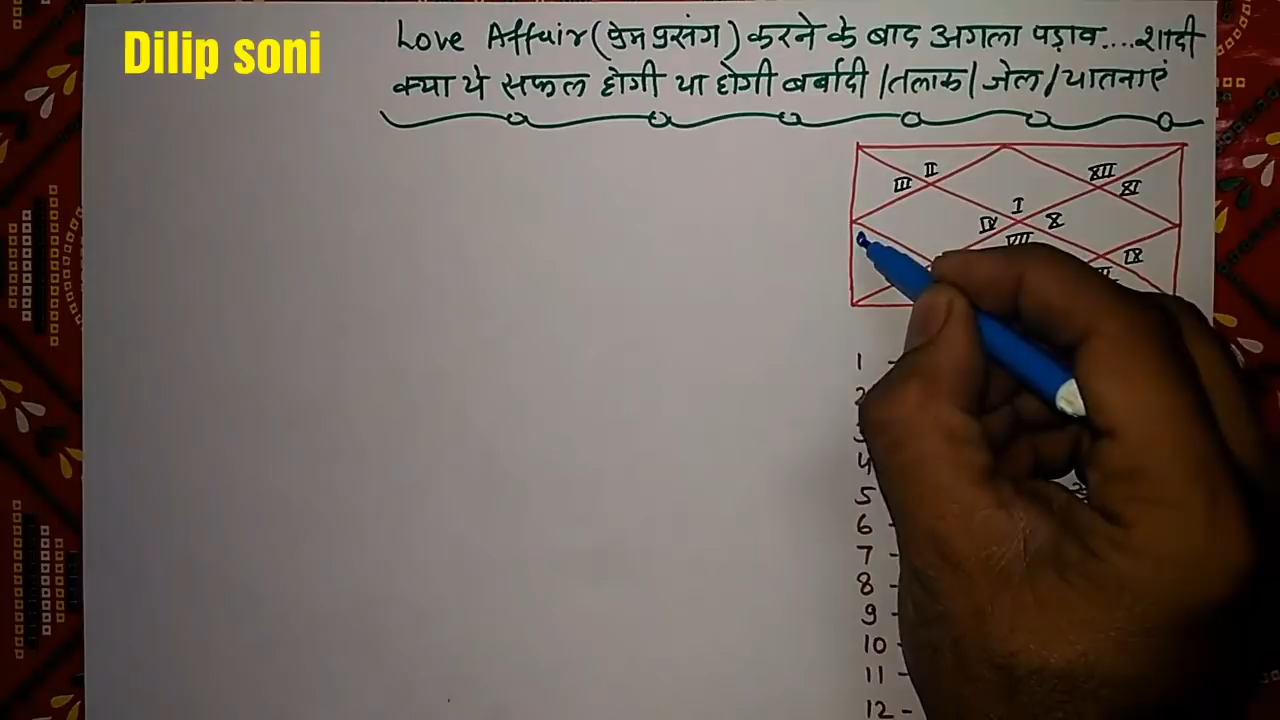 Dilip soni
Love Affair (प्रेम प्रसंग) करने के बाद अगला पड़ाव....शादी
क्या ये सफल होगी या होगी बर्बादी /तलाक/ जेल/यातनाएं
II
XII
III
XI
I
IV
X
VII
IX
1 -
2
3
4
5
6
7 -
8 -
9 -
10 -
11 -
12 -